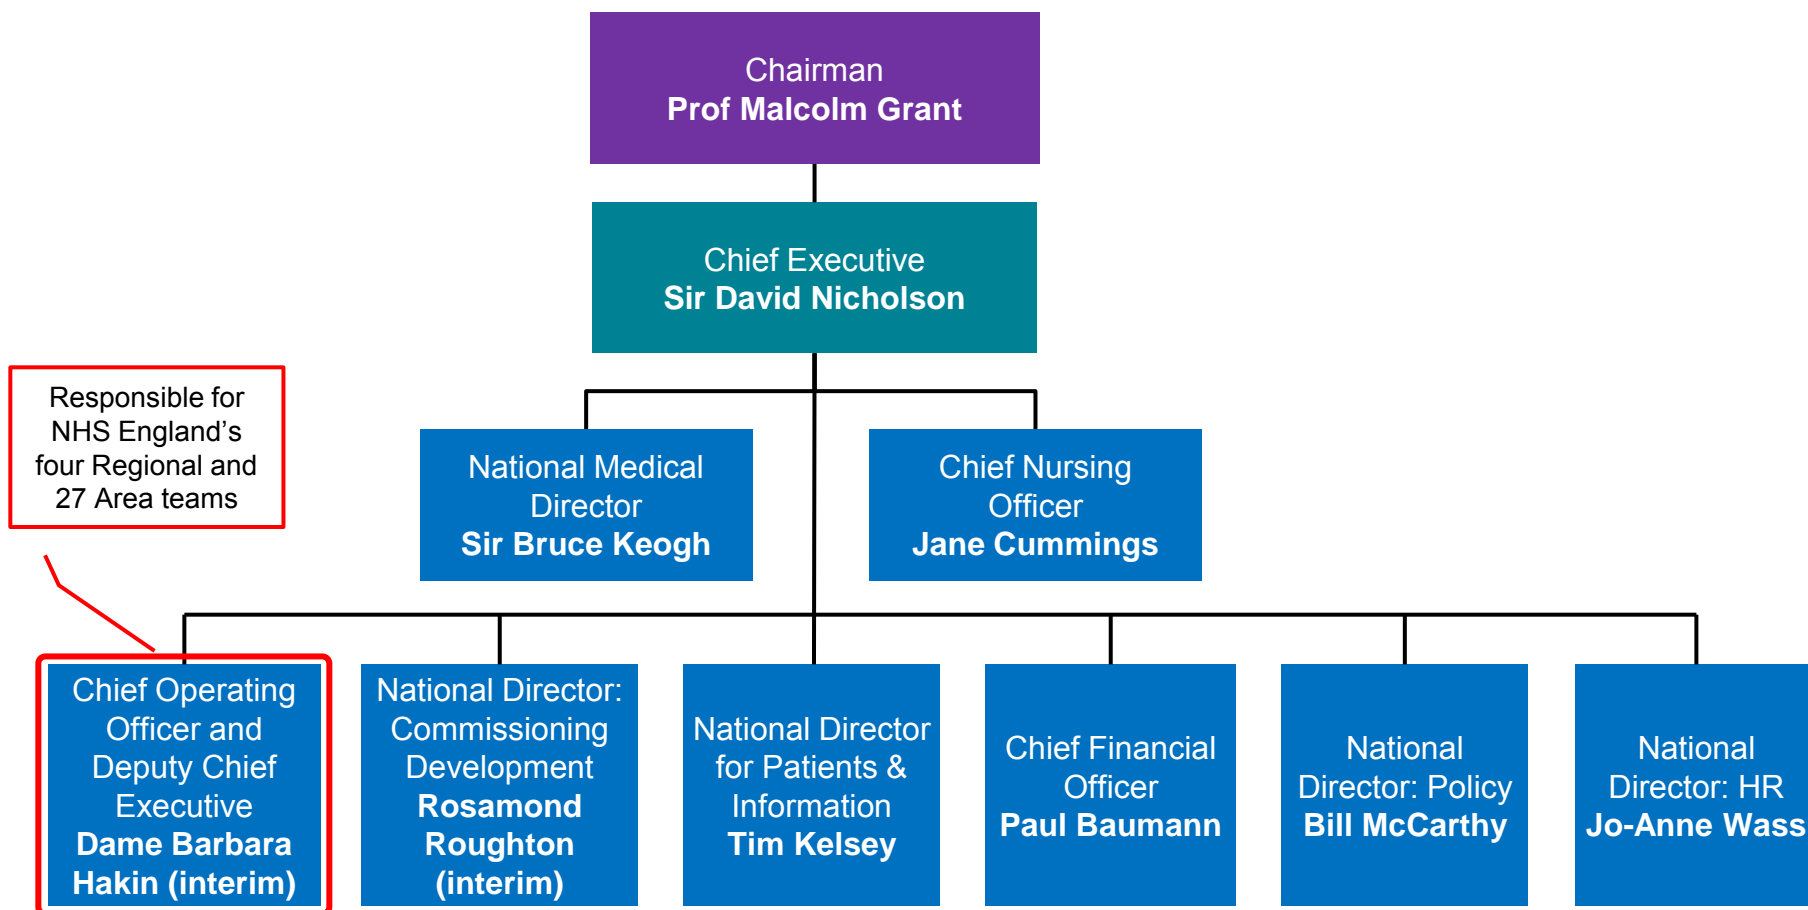 Chairman
Prof Malcolm Grant
Chief Executive
Sir David Nicholson
Responsible for
NHS England’s
four Regional and
27 Area teams
National Medical
Director
Sir Bruce Keogh
Chief Nursing
Officer
Jane Cummings
Chief Operating
Officer and
Deputy Chief
Executive
Dame Barbara
Hakin (interim)
National Director:
Commissioning
Development
Rosamond
Roughton
(interim)
National Director
for Patients &
Information
Tim Kelsey
Chief Financial
Officer
Paul Baumann
National
Director: Policy
Bill McCarthy
National
Director: HR
Jo-Anne Wass